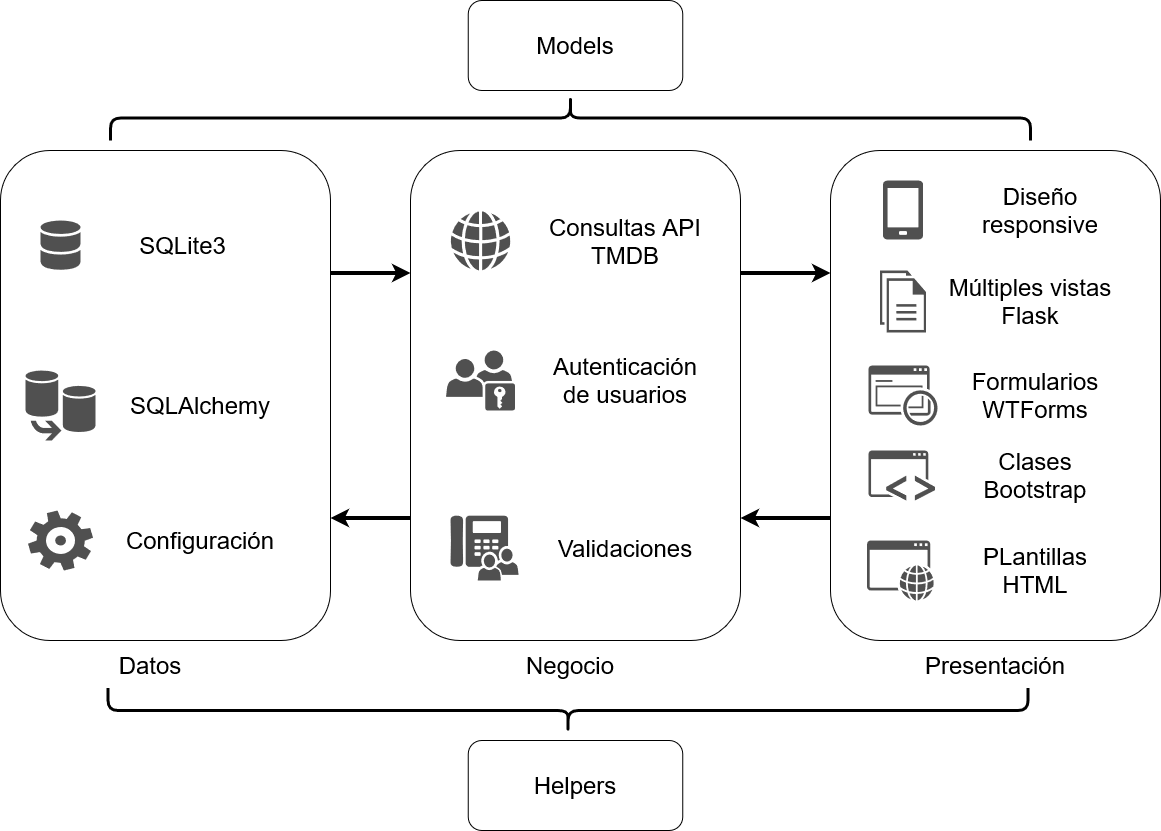 Models
SQLite3
SQLAlchemy
Configuración
Datos
Consultas API
TMDB
Autenticación
de usuarios
Validaciones
Negocio
Diseño
responsive
Múltiples vistas
Flask
Formularios
WTForms
Clases
Bootstrap
PLantillas
HTML
Presentación
Helpers